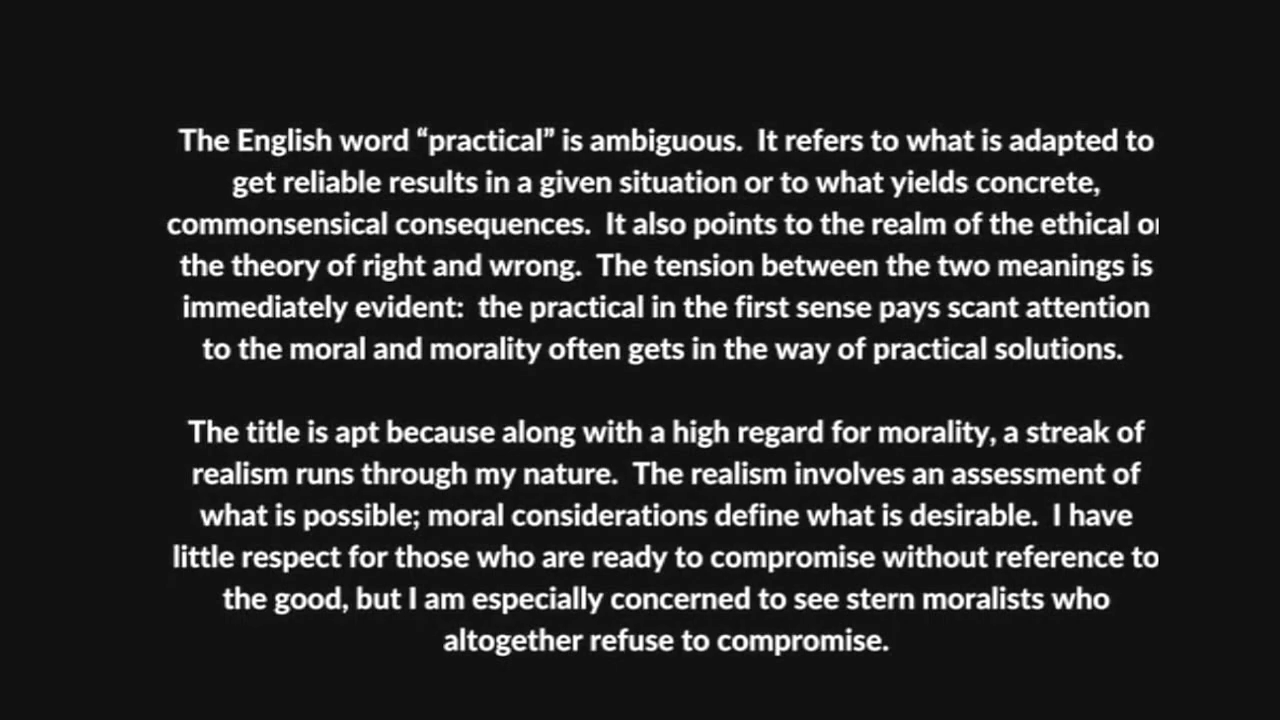 The English word “practical” is ambiguous.  It refers to what is adapted to
get reliable results in a given situation or to what yields concrete,
commonsensical consequences.  It also points to the realm of the ethical or
the theory of right and wrong.  The tension between the two meanings is
immediately evident:  the practical in the first sense pays scant attention
to the moral and morality often gets in the way of practical solutions.
The title is apt because along with a high regard for morality, a streak of
realism runs through my nature.  The realism involves an assessment of
what is possible; moral considerations define what is desirable.  I have
little respect for those who are ready to compromise without reference to
the good, but I am especially concerned to see stern moralists who
altogether refuse to compromise.